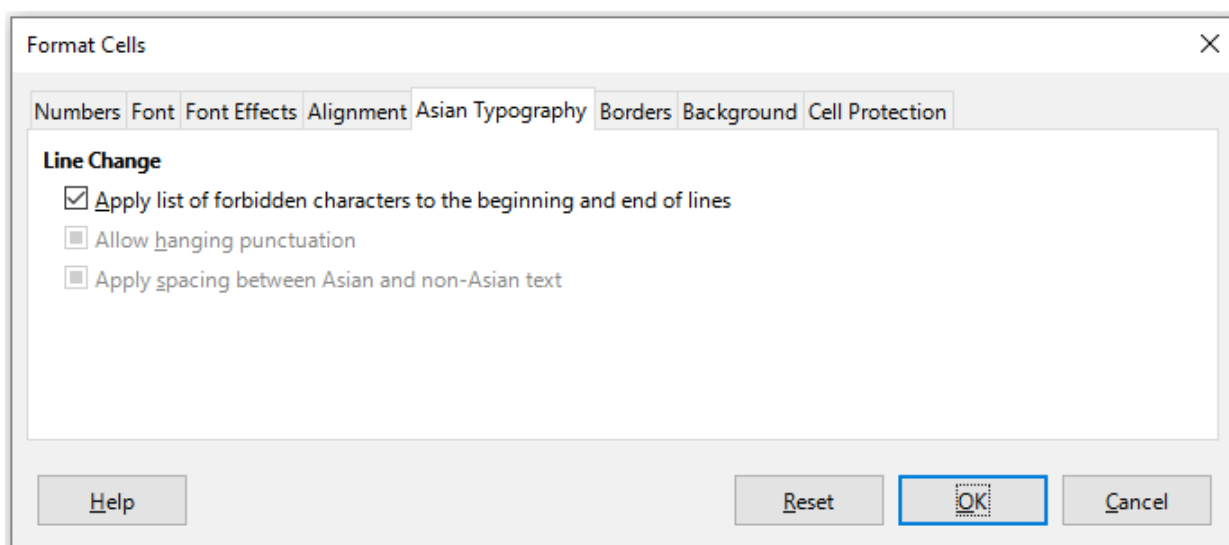 Format Cells
Numbers Font Font Effects Alignment Asian Typography Borders Background Cell Protection
Line Change
Apply list of forbidden characters to the beginning and end of lines
Allow hanging punctuation
Apply spacing between Asian and non-Asian text
Help Reset OK Cancel